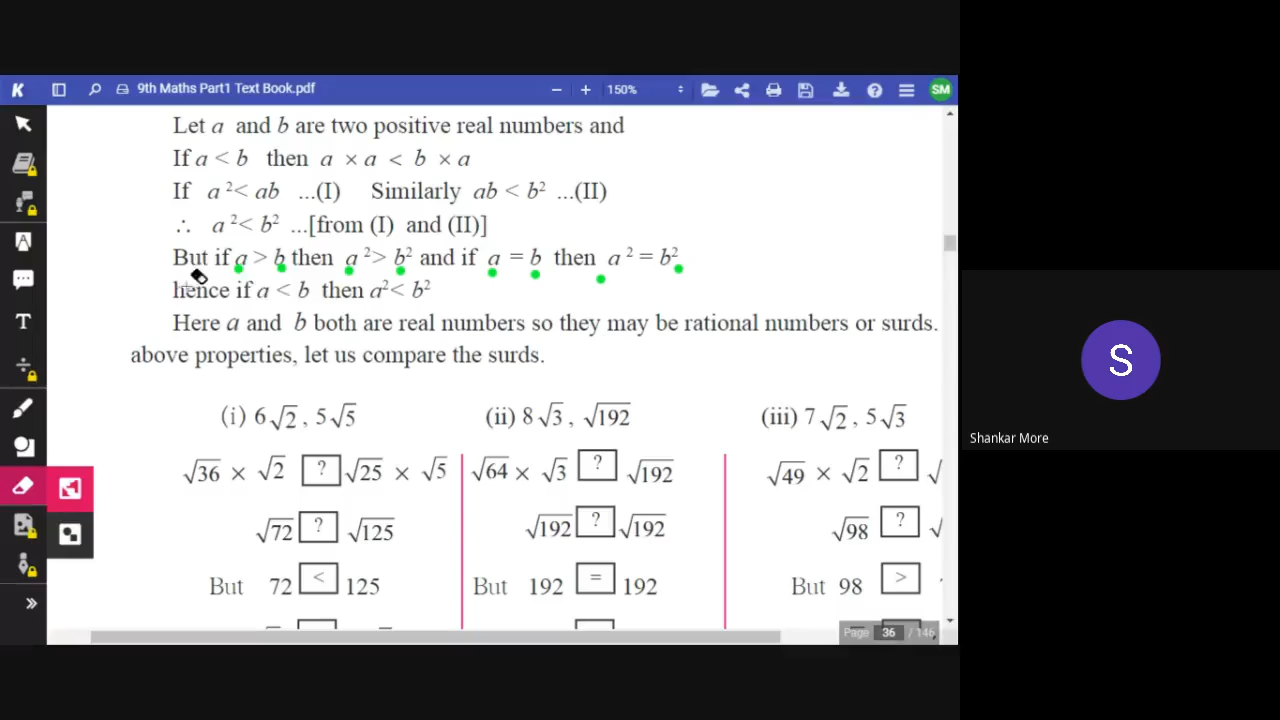 9th Maths Part1 Text Book.pdf
150%
SM
Let a and b are two positive real numbers and
If a < b then a × a < b × a
If a² < ab ...(I) Similarly ab < b² ...(II)
∴ a² < b² ...[from (I) and (II)]
But if a > b then a² > b² and if a = b then a² = b²
hence if a < b then a² < b²
Here a and b both are real numbers so they may be rational numbers or surds.
above properties, let us compare the surds.
(i) 6√2 , 5√5 (ii) 8√3 , √192 (iii) 7√2 , 5√3
√36 × √2 ? √25 × √5 √64 × √3 ? √192 √49 × √2 ? √
√72 ? √125 √192 ? √192 √98 ? √
But 72 < 125 But 192 = 192 But 98 >
Page 36 / 146
S
Shankar More